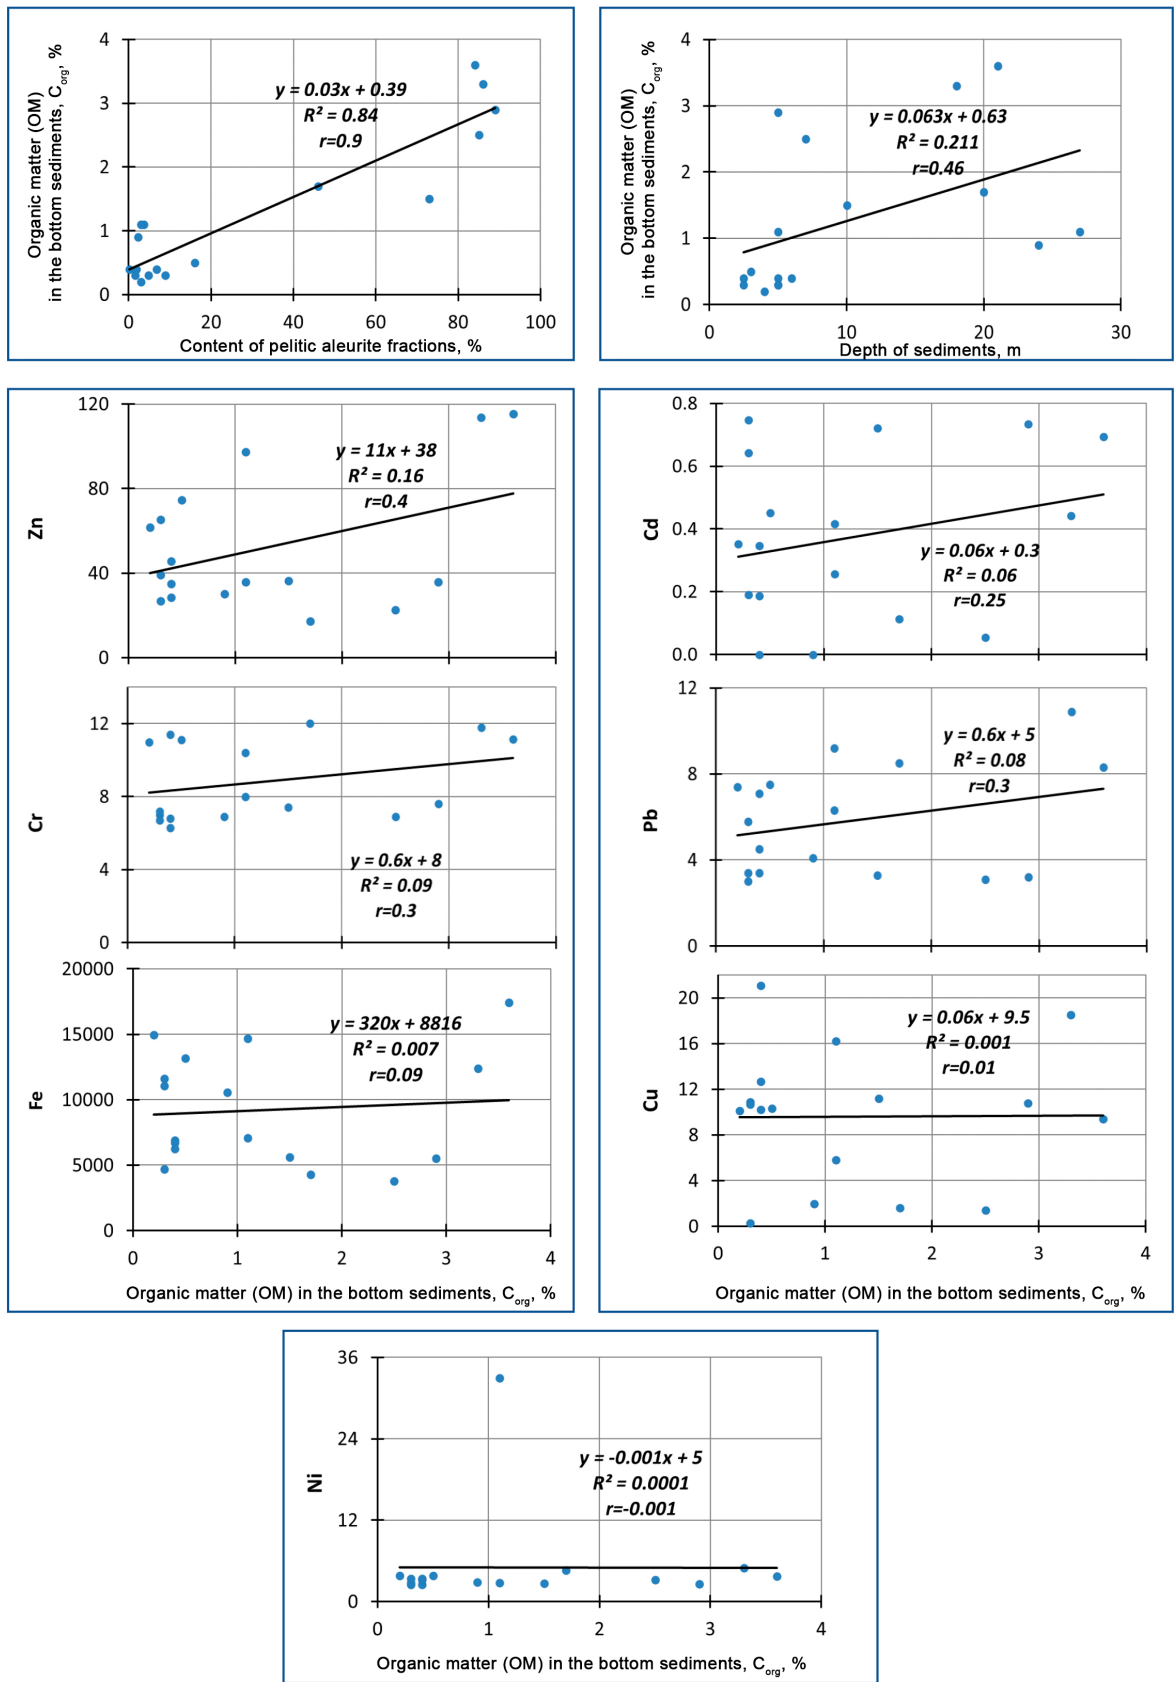 Organic matter (OM)
in the bottom sediments, Corg, %
4
3
2
1
0
y = 0.03x + 0.39
R² = 0.84
r=0.9
0 20 40 60 80 100
Content of pelitic aleurite fractions, %
Organic matter (OM)
in the bottom sediments, Corg, %
4
3
2
1
0
y = 0.063x + 0.63
R² = 0.211
r=0.46
0 10 20 30
Depth of sediments, m
Zn
120
80
40
0
y = 11x + 38
R² = 0.16
r=0.4
Cr
12
8
4
0
y = 0.6x + 8
R² = 0.09
r=0.3
Fe
20000
15000
10000
5000
0
y = 320x + 8816
R² = 0.007
r=0.09
0 1 2 3 4
Organic matter (OM) in the bottom sediments, Corg, %
Cd
0.8
0.6
0.4
0.2
0.0
y = 0.06x + 0.3
R² = 0.06
r=0.25
Pb
12
8
4
0
y = 0.6x + 5
R² = 0.08
r=0.3
Cu
20
16
12
8
4
0
y = 0.06x + 9.5
R² = 0.001
r=0.01
0 1 2 3 4
Organic matter (OM) in the bottom sediments, Corg, %
Ni
36
24
12
0
y = -0.001x + 5
R² = 0.0001
r=-0.001
0 1 2 3 4
Organic matter (OM) in the bottom sediments, Corg, %